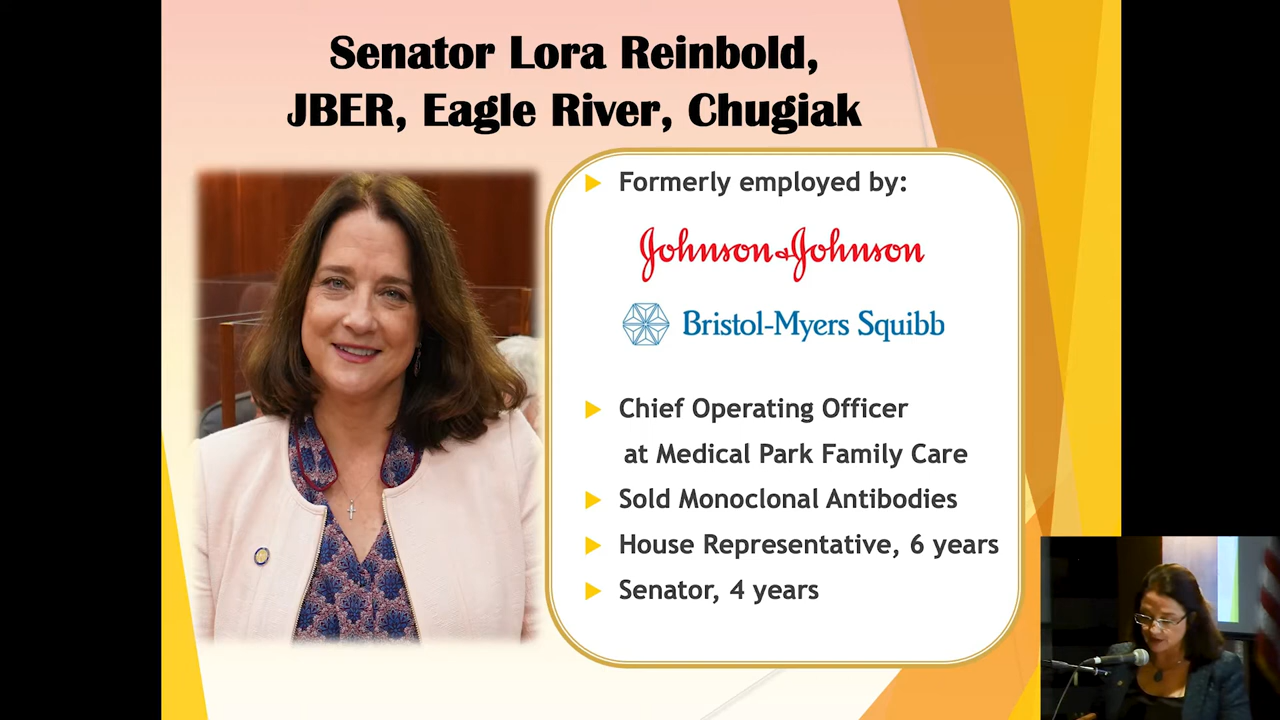 Senator Lora Reinbold,
JBER, Eagle River, Chugiak
Formerly employed by:
Johnson & Johnson
Bristol-Myers Squibb
Chief Operating Officer
at Medical Park Family Care
Sold Monoclonal Antibodies
House Representative, 6 years
Senator, 4 years